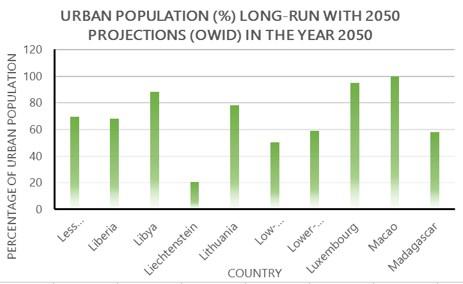 URBAN POPULATION (%) LONG-RUN WITH 2050
PROJECTIONS (OWID) IN THE YEAR 2050
PERCENTAGE OF URBAN POPULATION
120
100
80
60
40
20
0
Less...
Liberia
Libya
Liechtenstein
Lithuania
Low-...
Lower-...
Luxembourg
Macao
Madagascar
COUNTRY